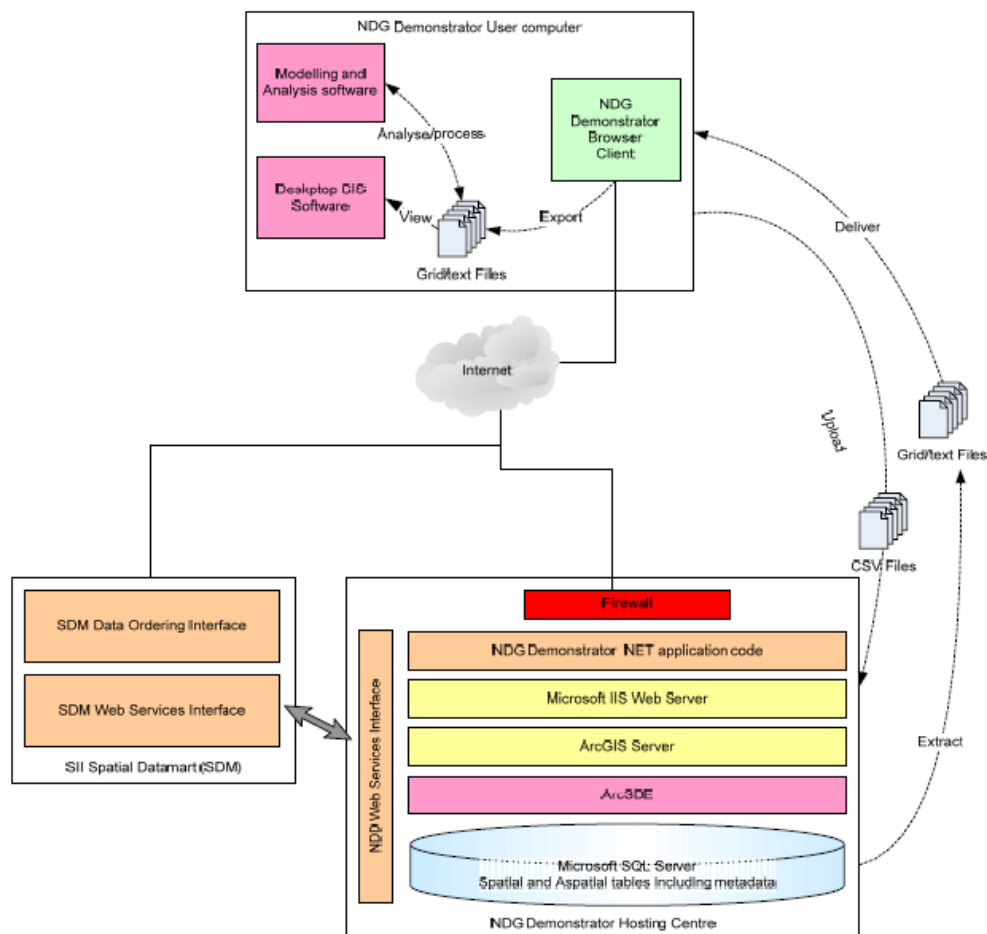 NDG Demonstrator User computer
Modelling and
Analysis software
NDG
Demonstrator
Browser
Client
Analyse/process
Desktop GIS
Software
View
Export
Grid/text Files
Deliver
Internet
Upload
Grid/text Files
CSV Files
Firewall
SDM Data Ordering Interface
NDG Demonstrator .NET application code
SDM Web Services Interface
Microsoft IIS Web Server
NDD Web Services Interface
ArcGIS Server
Extract
SII Spatial Datamart (SDM)
ArcSDE
Microsoft SQL Server
Spatial and Aspatial tables including metadata
NDG Demonstrator Hosting Centre